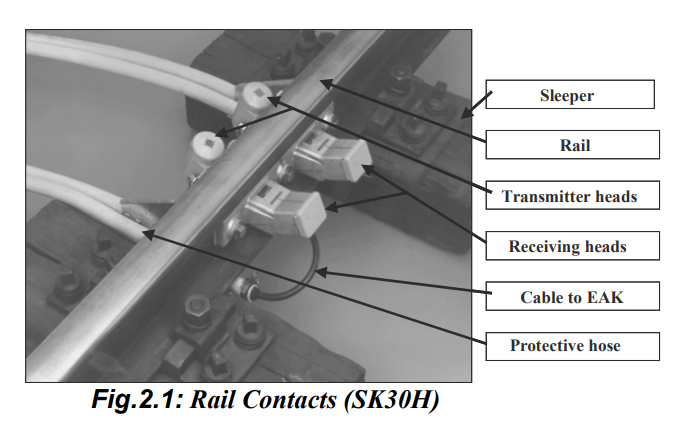 Sleeper
Rail
Transmitter heads
Receiving heads
Cable to EAK
Protective hose
Fig.2.1: Rail Contacts (SK30H)